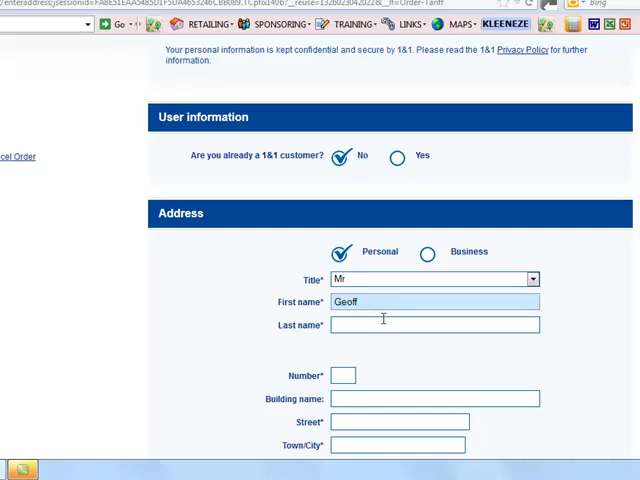 Go
RETAILING
SPONSORING
TRAINING
LINKS
MAPS
KLEENEZE
Bing
Your personal information is kept confidential and secure by 1&1. Please read the 1&1 Privacy Policy for further
information.
User information
cel Order
Are you already a 1&1 customer?
No
Yes
Address
Personal
Business
Title*
Mr
First name*
Geoff
Last name*
Number*
Building name:
Street*
Town/City*